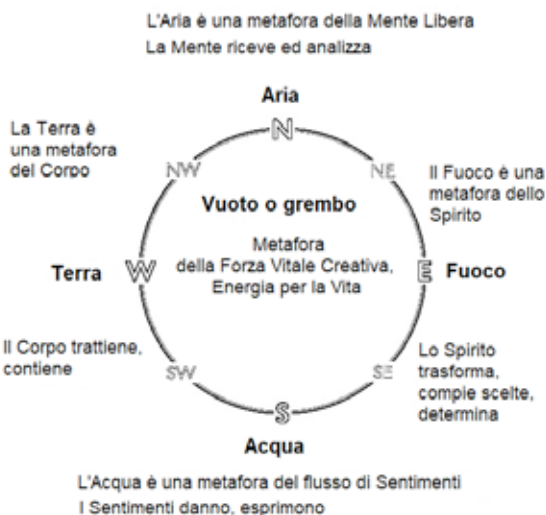 L'Aria è una metafora della Mente Libera
La Mente riceve ed analizza
Aria
N
La Terra è
una metafora
del Corpo
NW
NE
Il Fuoco è una
metafora dello
Spirito
Vuoto o grembo
Metafora
della Forza Vitale Creativa,
Energia per la Vita
Terra
W
E
Fuoco
Il Corpo trattiene,
contiene
SW
SE
Lo Spirito
trasforma,
compie scelte,
determina
S
Acqua
L'Acqua è una metafora del flusso di Sentimenti
I Sentimenti danno, esprimono